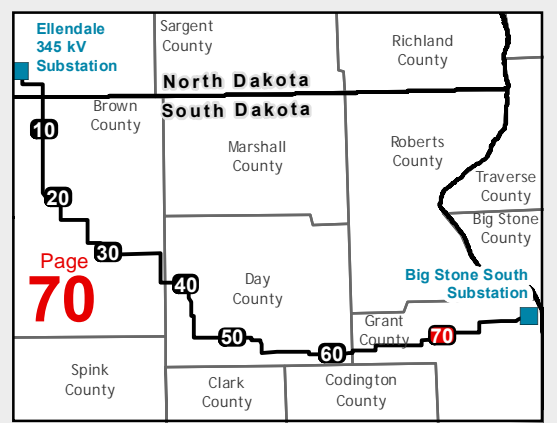 Ellendale
345 kV
Substation
Sargent
County
Richland
County
North Dakota
South Dakota
Brown
County
10
Marshall
County
Roberts
County
Traverse
County
20
Big Stone
County
30
Page
70
40
Day
County
Big Stone South
Substation
Grant
County
50
60
70
Spink
County
Clark
County
Codington
County